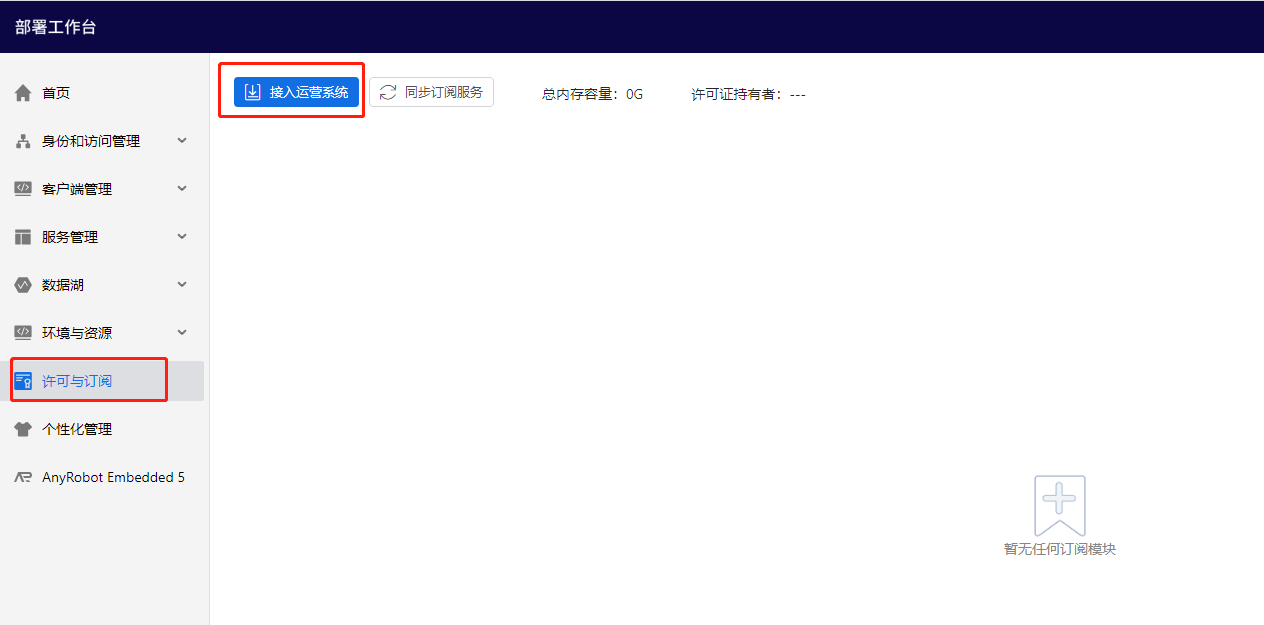 部署工作台
首页
身份和访问管理
客户端管理
服务管理
数据湖
环境与资源
许可与订阅
个性化管理
AnyRobot Embedded 5
接入运营系统 同步订阅服务 总内存容量：0G 许可证持有者：---
暂无任何订阅模块